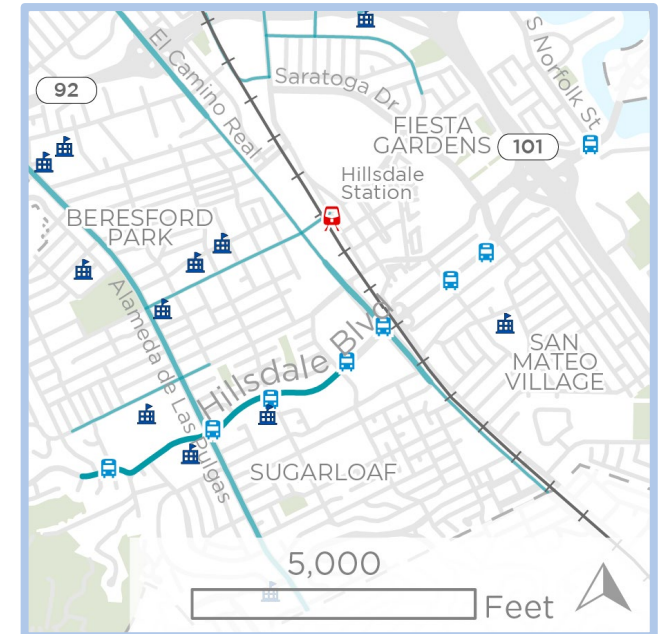 S Norfolk St
El Camino Real
92
Saratoga Dr
FIESTA
GARDENS
101
Hillsdale
Station
BERESFORD
PARK
Alameda de Las Pulgas
Hillsdale Blvd
SAN
MATEO
VILLAGE
SUGARLOAF
5,000
Feet